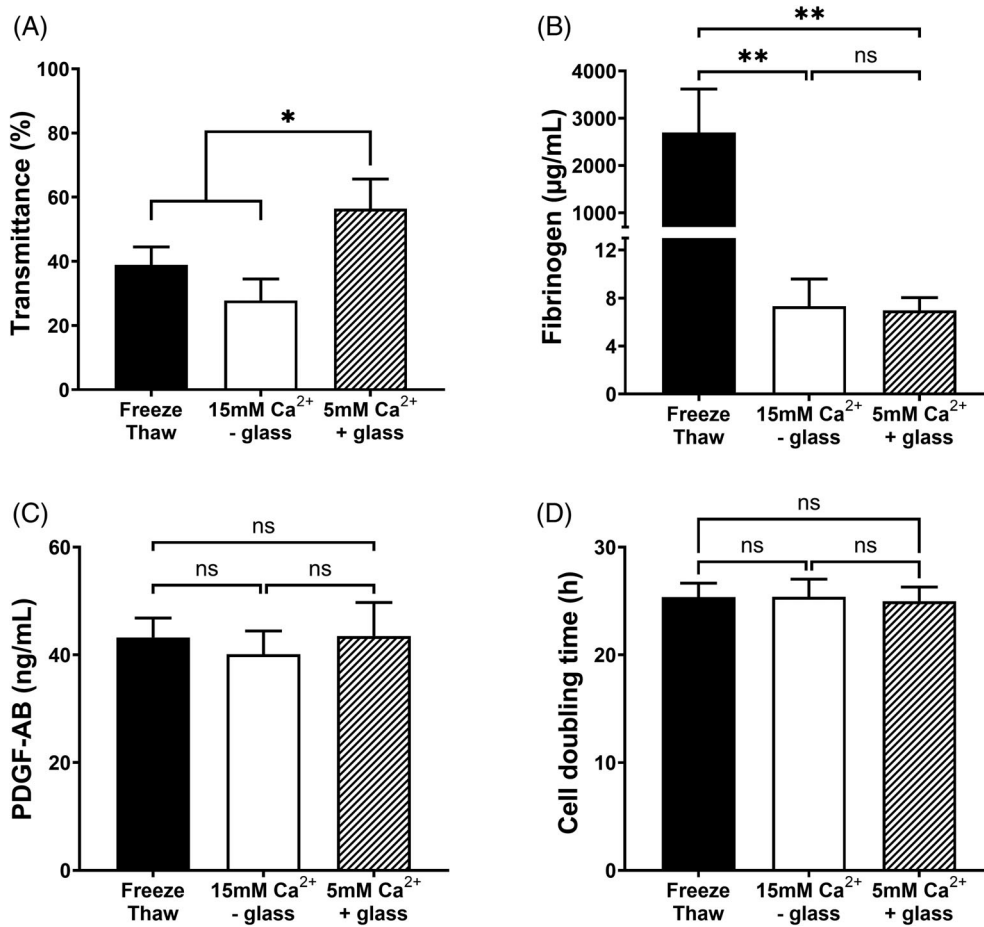 (A)
Transmittance (%)
100
80
60
40
20
0
*
Freeze Thaw
15mM Ca²⁺ - glass
5mM Ca²⁺ + glass
(B)
Fibrinogen (µg/mL)
4000
3000
2000
1000
12
8
4
0
**
**
ns
Freeze Thaw
15mM Ca²⁺ - glass
5mM Ca²⁺ + glass
(C)
PDGF-AB (ng/mL)
60
40
20
0
ns
ns
ns
Freeze Thaw
15mM Ca²⁺ - glass
5mM Ca²⁺ + glass
(D)
Cell doubling time (h)
30
20
10
0
ns
ns
ns
Freeze Thaw
15mM Ca²⁺ - glass
5mM Ca²⁺ + glass